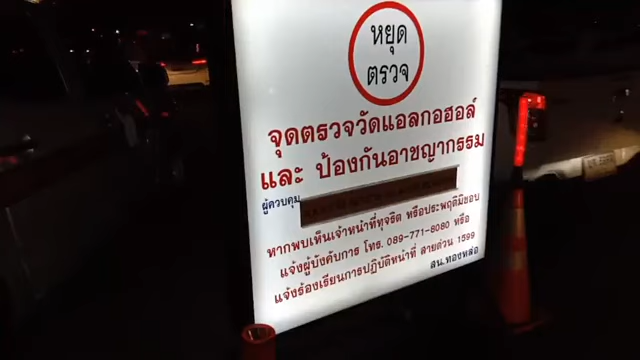 หยุด
ตรวจ
จุดตรวจวัดแอลกอฮอล์
และ ป้องกันอาชญากรรม
ผู้ควบคุม
หากพบเห็นเจ้าหน้าที่ทุจริต หรือประพฤติมิชอบ
แจ้งผู้บังคับการ โทร. 089-771-8080 หรือ
แจ้งร้องเรียนการปฏิบัติหน้าที่ สายด่วน 1599
สน.ทองหล่อ